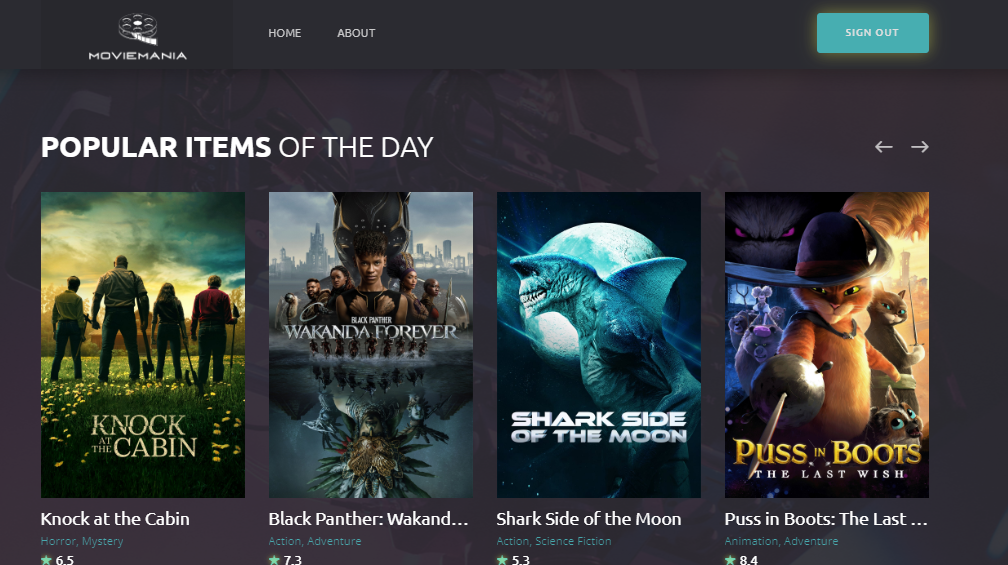 MOVIEMANIA
HOME
ABOUT
SIGN OUT
POPULAR ITEMS OF THE DAY
KNOCK
AT THE CABIN
BLACK PANTHER
WAKANDA FOREVER
SHARK SIDE
OF THE MOON
PUSS IN BOOTS
THE LAST WISH
Knock at the Cabin
Horror, Mystery
6.5
Black Panther: Wakand...
Action, Adventure
7.3
Shark Side of the Moon
Action, Science Fiction
5.3
Puss in Boots: The Last ...
Animation, Adventure
8.4